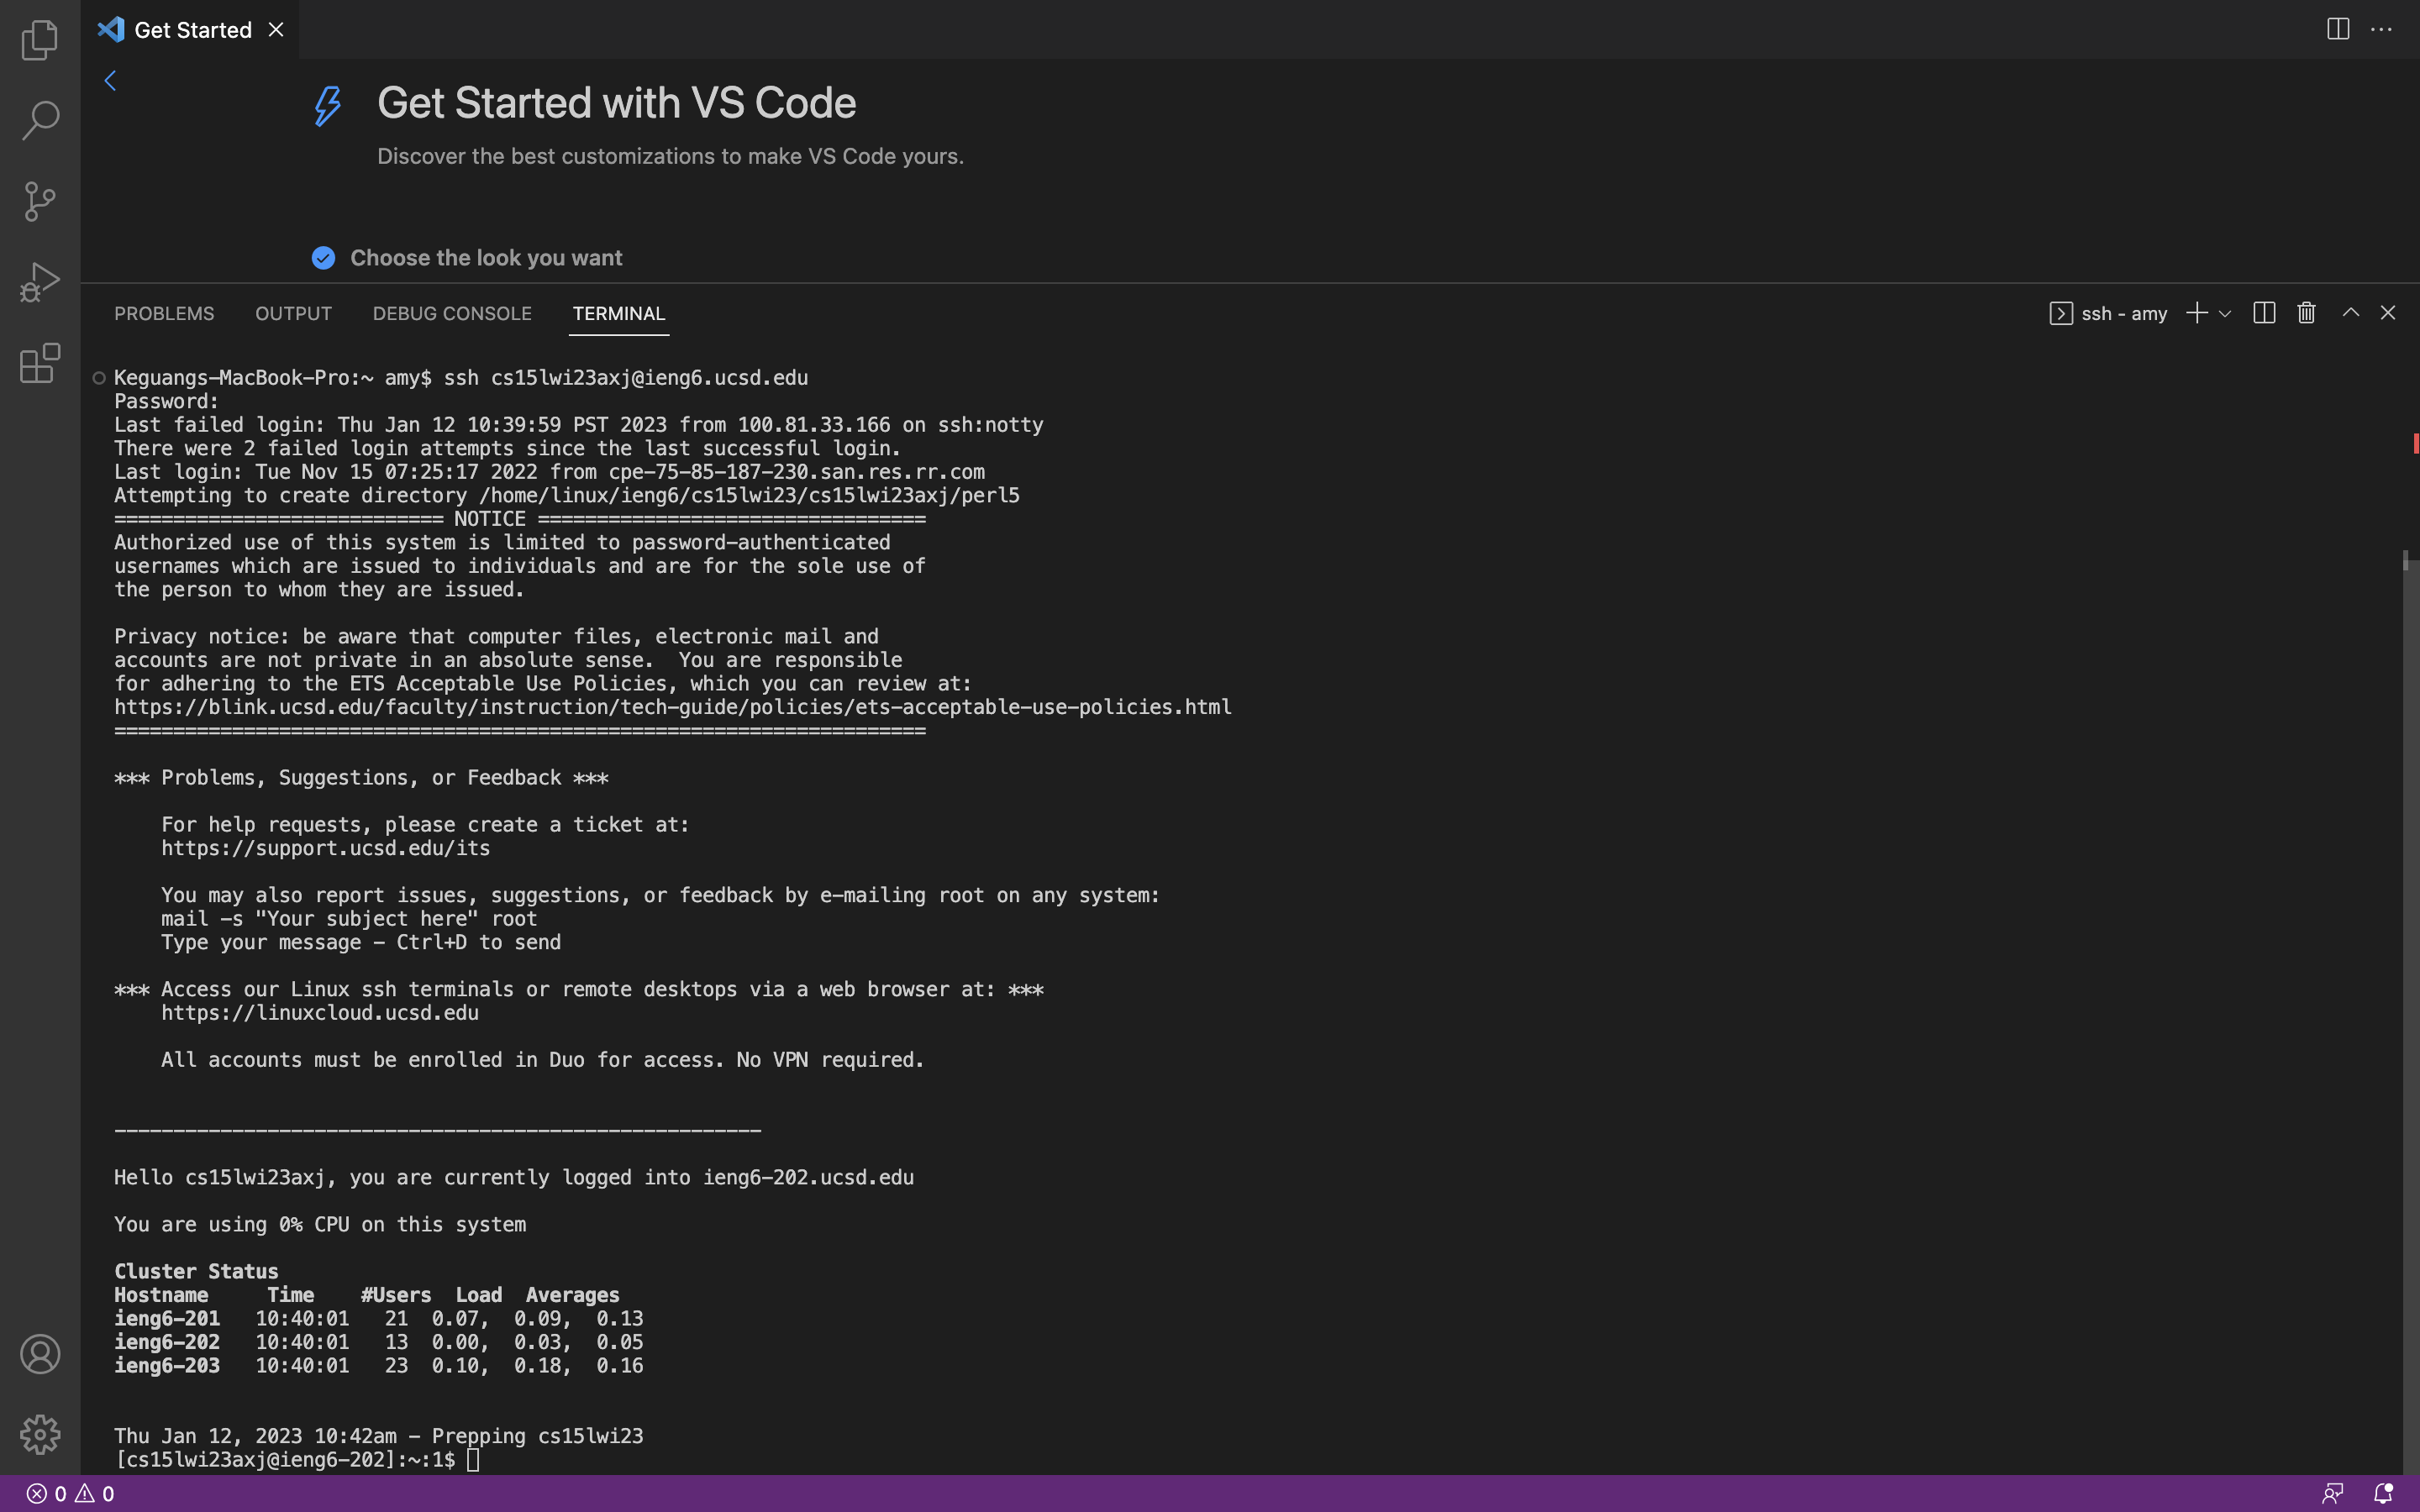 Get Started
Get Started with VS Code
Discover the best customizations to make VS Code yours.
Choose the look you want
PROBLEMS OUTPUT DEBUG CONSOLE TERMINAL ssh - amy
Keguangs-MacBook-Pro:~ amy$ ssh cs15lwi23axj@ieng6.ucsd.edu
Password:
Last failed login: Thu Jan 12 10:39:59 PST 2023 from 100.81.33.166 on ssh:notty
There were 2 failed login attempts since the last successful login.
Last login: Tue Nov 15 07:25:17 2022 from cpe-75-85-187-230.san.res.rr.com
Attempting to create directory /home/linux/ieng6/cs15lwi23/cs15lwi23axj/perl5
============================ NOTICE =================================
Authorized use of this system is limited to password-authenticated
usernames which are issued to individuals and are for the sole use of
the person to whom they are issued.
Privacy notice: be aware that computer files, electronic mail and
accounts are not private in an absolute sense.  You are responsible
for adhering to the ETS Acceptable Use Policies, which you can review at:
https://blink.ucsd.edu/faculty/instruction/tech-guide/policies/ets-acceptable-use-policies.html
=====================================================================
*** Problems, Suggestions, or Feedback ***
For help requests, please create a ticket at:
https://support.ucsd.edu/its
You may also report issues, suggestions, or feedback by e-mailing root on any system:
mail -s "Your subject here" root
Type your message - Ctrl+D to send
*** Access our Linux ssh terminals or remote desktops via a web browser at: ***
https://linuxcloud.ucsd.edu
All accounts must be enrolled in Duo for access. No VPN required.
-------------------------------------------------------
Hello cs15lwi23axj, you are currently logged into ieng6-202.ucsd.edu
You are using 0% CPU on this system
Cluster Status
Hostname     Time    #Users  Load  Averages
ieng6-201   10:40:01   21  0.07,  0.09,  0.13
ieng6-202   10:40:01   13  0.00,  0.03,  0.05
ieng6-203   10:40:01   23  0.10,  0.18,  0.16
Thu Jan 12, 2023 10:42am - Prepping cs15lwi23
[cs15lwi23axj@ieng6-202]:~:1$
0 0